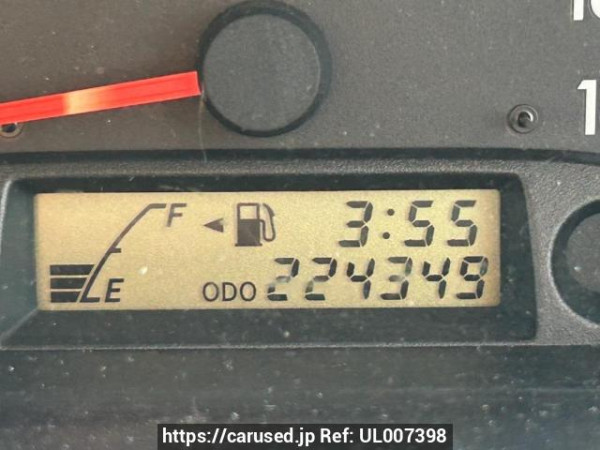 F 3:55
E ODO 224349
https://carused.jp Ref: UL007398